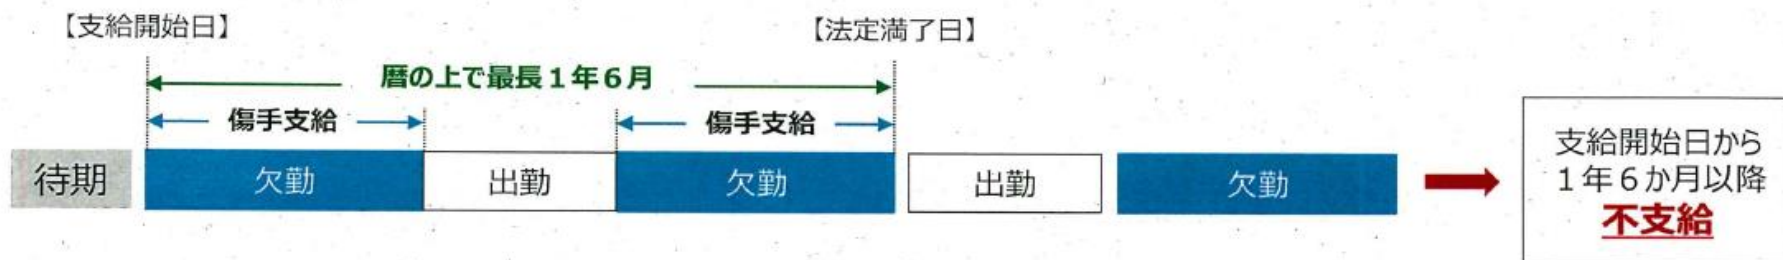 【支給開始日】
【法定満了日】
暦の上で最長1年6月
傷手支給
傷手支給
待期
欠勤
出勤
欠勤
出勤
欠勤
支給開始日から
1年6か月以降
不支給